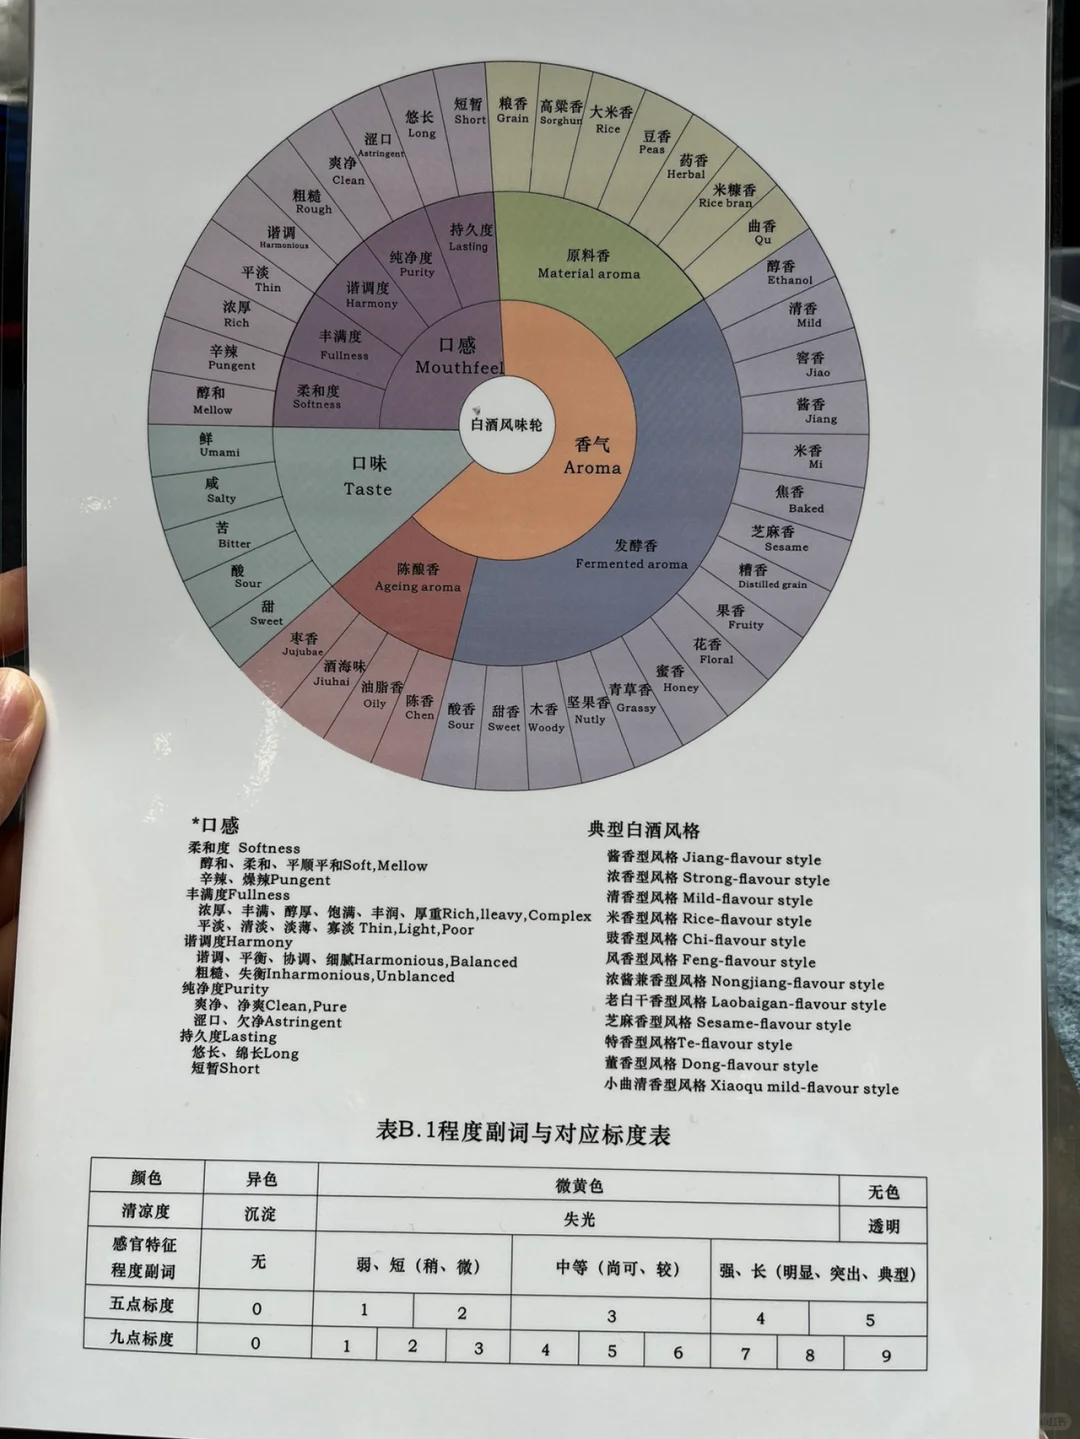 短暂
Short
粮香
Grain
高粱香
Sorghun
大米香
Rice
豆香
Peas
药香
Herbal
米糠香
Rice bran
曲香
Qu
醇香
Ethanol
清香
Mild
窖香
Jiao
酱香
Jiang
米香
Mi
焦香
Baked
芝麻香
Sesame
糟香
Distilled grain
果香
Fruity
花香
Floral
蜜香
Honey
青草香
Grassy
坚果香
Nutly
木香
Woody
甜香
Sweet
酸香
Sour
陈香
Chen
油脂香
Oily
酒海味
Jiuhai
枣香
Jujubae
甜
Sweet
酸
Sour
苦
Bitter
咸
Salty
鲜
Umami
醇和
Mellow
辛辣
Pungent
浓厚
Rich
平淡
Thin
谐调
Harmonious
粗糙
Rough
爽净
Clean
涩口
Astringent
悠长
Long
持久度
Lasting
纯净度
Purity
谐调度
Harmony
丰满度
Fullness
柔和度
Softness
原料香
Material aroma
发酵香
Fermented aroma
陈酿香
Ageing aroma
口感
Mouthfeel
口味
Taste
香气
Aroma
白酒风味轮
*口感
柔和度 Softness
醇和、柔和、平顺平和Soft,Mellow
辛辣、燥辣Pungent
丰满度Fullness
浓厚、丰满、醇厚、饱满、丰润、厚重Rich,lleavy,Complex
平淡、清淡、淡薄、寡淡 Thin,Light,Poor
谐调度Harmony
谐调、平衡、协调、细腻Harmonious,Balanced
粗糙、失衡Inharmonious,Unblanced
纯净度Purity
爽净、净爽Clean,Pure
涩口、欠净Astringent
持久度Lasting
悠长、绵长Long
短暂Short
典型白酒风格
酱香型风格 Jiang-flavour style
浓香型风格 Strong-flavour style
清香型风格 Mild-flavour style
米香型风格 Rice-flavour style
豉香型风格 Chi-flavour style
风香型风格 Feng-flavour style
浓酱兼香型风格 Nongjiang-flavour style
老白干香型风格 Laobaigan-flavour style
芝麻香型风格 Sesame-flavour style
特香型风格Te-flavour style
董香型风格 Dong-flavour style
小曲清香型风格 Xiaoqu mild-flavour style
表B.1程度副词与对应标度表
颜色 异色 微黄色 无色
清凉度 沉淀 失光 透明
感官特征
程度副词 无 弱、短（稍、微） 中等（尚可、较） 强、长（明显、突出、典型）
五点标度 0 1 2 3 4 5
九点标度 0 1 2 3 4 5 6 7 8 9